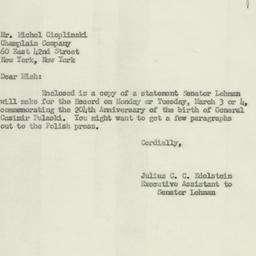 Mr. Michel Cieplinski
Champlain Company
60 East 42nd Street
New York, New York
Dear Mish:
Enclosed is a copy of a statement Senator Lehman
will make for the Record on Monday or Tuesday, March 3 or 4,
commemorating the 204th Anniversary of the birth of General
Casimir Pulaski. You might want to get a few paragraphs
out to the Polish press.
Cordially,
Julius C. C. Edelstein
Executive Assistant to
Senator Lehman